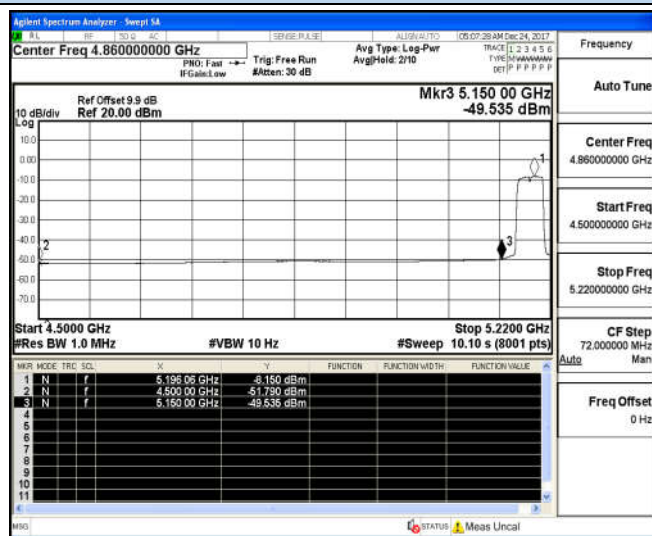 Agilent Spectrum Analyzer - Swept SA
RL RF 50 Ω AC SENSE:PULSE ALIGNAUTO 05:07:28 AM Dec 24, 2017
Center Freq 4.860000000 GHz
PNO: Fast
IFGain:Low
Trig: Free Run
#Atten: 30 dB
Avg Type: Log-Pwr
Avg|Hold: 2/10
TRACE 1 2 3 4 5 6
TYPE
DET P P P P P P
Mkr3 5.150 00 GHz
-49.535 dBm
Ref Offset 9.9 dB
10 dB/div Ref 20.00 dBm
Log
10.0
0.00
-10.0
-20.0
-30.0
-40.0
-50.0
-60.0
-70.0
1
2
3
Start 4.5000 GHz Stop 5.2200 GHz
#Res BW 1.0 MHz #VBW 10 Hz #Sweep 10.10 s (8001 pts)
MKR MODE TRC SCL X Y FUNCTION FUNCTION WIDTH FUNCTION VALUE
1 N f 5.196 06 GHz -8.150 dBm
2 N f 4.500 00 GHz -51.790 dBm
3 N f 5.150 00 GHz -49.535 dBm
4
5
6
7
8
9
10
11
MSG STATUS Meas Uncal
Frequency
Auto Tune
Center Freq
4.860000000 GHz
Start Freq
4.500000000 GHz
Stop Freq
5.220000000 GHz
CF Step
72.000000 MHz
Auto Man
Freq Offset
0 Hz